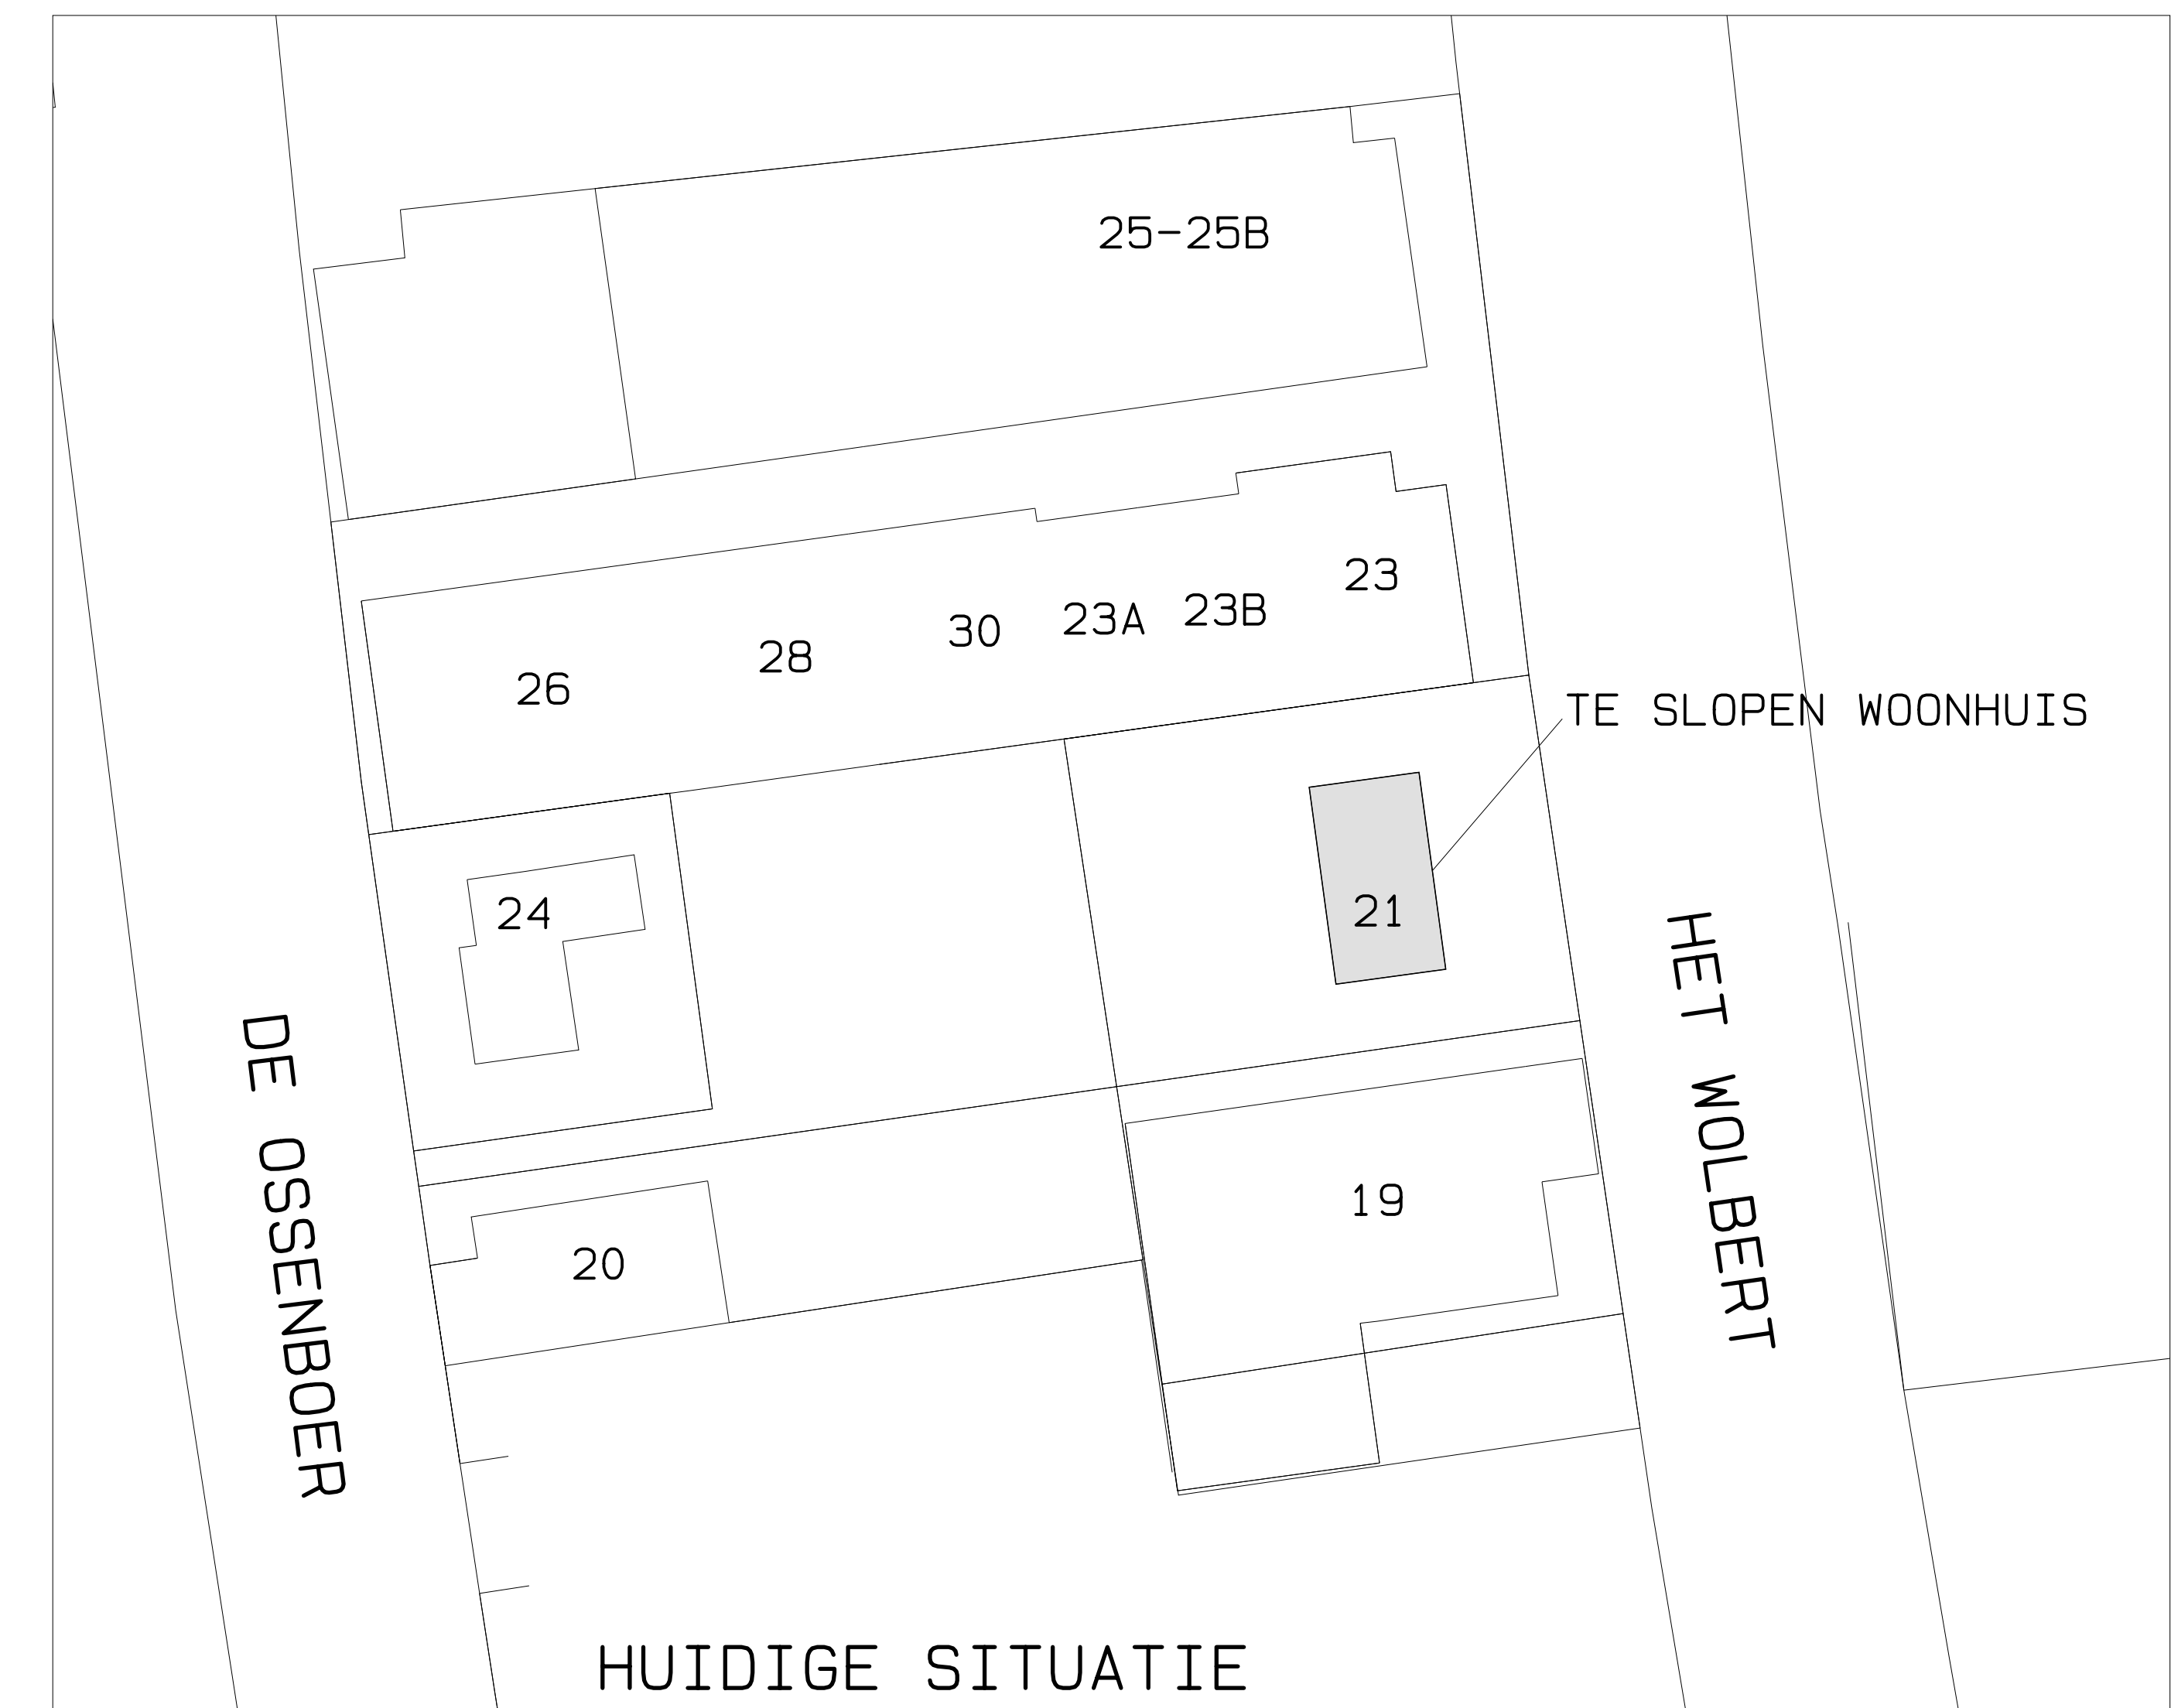 25-25B
23
23B
23A
30
28
26
TE SLOPEN WOONHUIS
24
21
HET WOLBERT
DE OSSENBOER
19
20
HUIDIGE SITUATIE